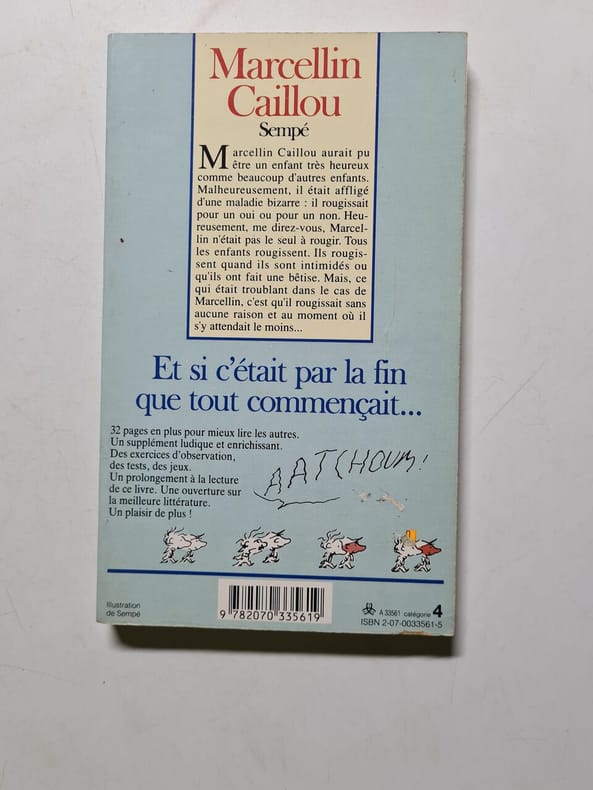 Marcellin
Caillou
Sempé
Marcellin Caillou aurait pu
être un enfant très heureux
comme beaucoup d'autres enfants.
Malheureusement, il était affligé
d'une maladie bizarre : il rougissait
pour un oui ou pour un non. Heu-
reusement, me direz-vous, Marcel-
lin n'était pas le seul à rougir. Tous
les enfants rougissent. Ils rougis-
sent quand ils sont intimidés ou
qu'ils ont fait une bêtise. Mais, ce
qui était troublant dans le cas de
Marcellin, c'est qu'il rougissait sans
aucune raison et au moment où il
s'y attendait le moins...
Et si c'était par la fin
que tout commençait...
32 pages en plus pour mieux lire les autres.
Un supplément ludique et enrichissant.
Des exercices d'observation,
des tests, des jeux.
Un prolongement à la lecture
de ce livre. Une ouverture sur
la meilleure littérature.
Un plaisir de plus !
AATCHOUM!
Illustration
de Sempé
9 782070 335619
A 33561 catégorie 4
ISBN 2-07-0033561-5